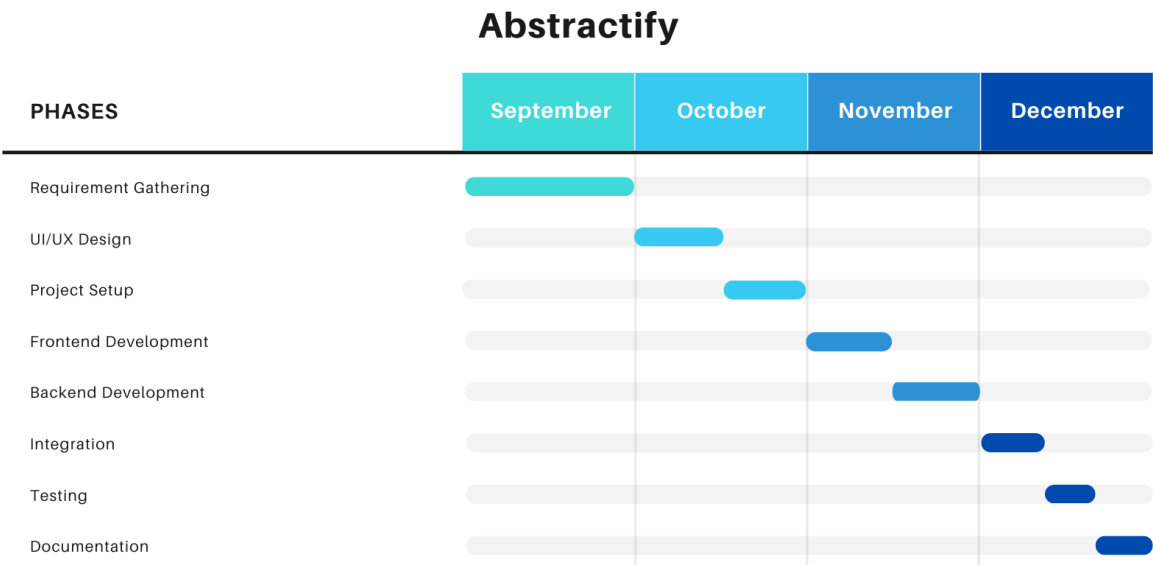 Abstractify
PHASES
September
October
November
December
Requirement Gathering
UI/UX Design
Project Setup
Frontend Development
Backend Development
Integration
Testing
Documentation